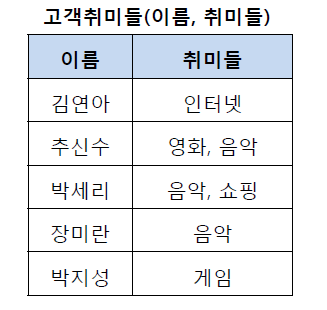 고객취미들(이름, 취미들)
이름 취미들
김연아 인터넷
추신수 영화, 음악
박세리 음악, 쇼핑
장미란 음악
박지성 게임